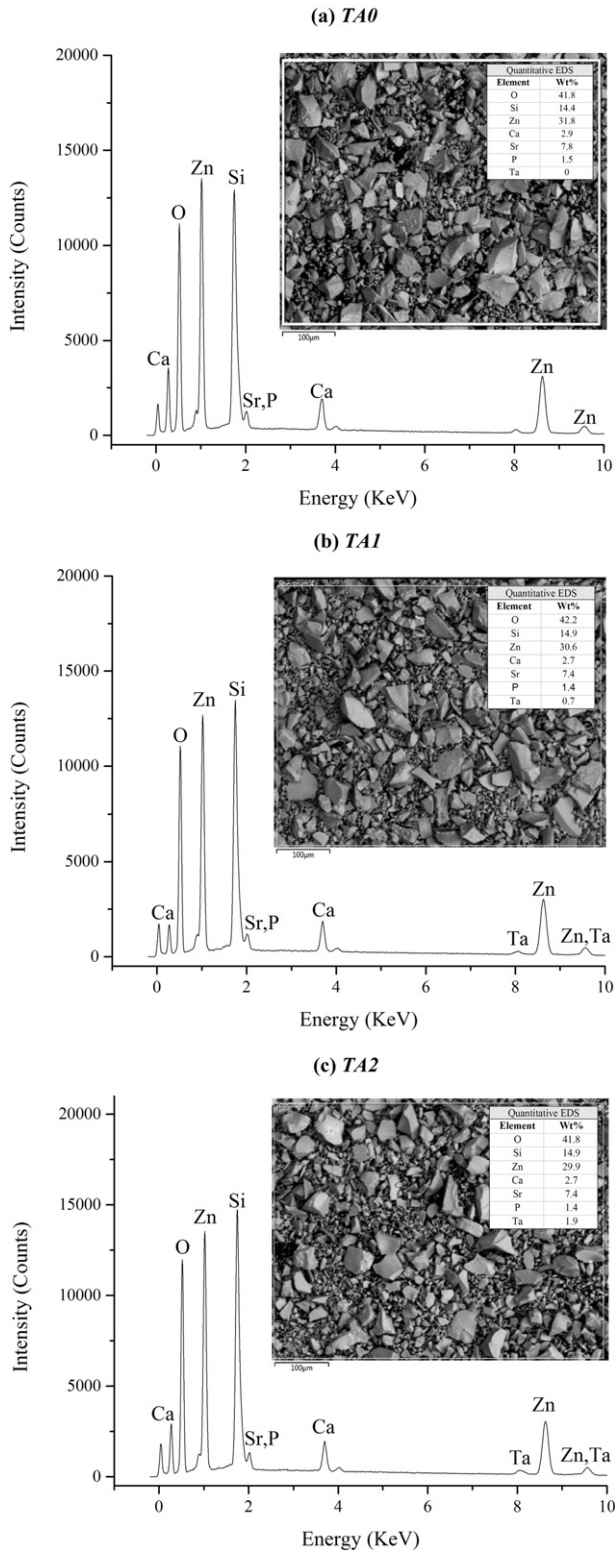 (a) TA0
20000
15000
10000
5000
0
Intensity (Counts)
Ca
O
Zn
Si
Sr,P
Ca
Zn
Zn
Quantitative EDS
Element Wt%
O 41.8
Si 14.4
Zn 31.8
Ca 2.9
Sr 7.8
P 1.5
Ta 0
100µm
0 2 4 6 8 10
Energy (KeV)
(b) TA1
20000
15000
10000
5000
0
Intensity (Counts)
Ca
O
Zn
Si
Sr,P
Ca
Ta
Zn
Zn,Ta
Quantitative EDS
Element Wt%
O 42.2
Si 14.9
Zn 30.6
Ca 2.7
Sr 7.4
P 1.4
Ta 0.7
100µm
0 2 4 6 8 10
Energy (KeV)
(c) TA2
20000
15000
10000
5000
0
Intensity (Counts)
Ca
O
Zn
Si
Sr,P
Ca
Ta
Zn
Zn,Ta
Quantitative EDS
Element Wt%
O 41.8
Si 14.9
Zn 29.9
Ca 2.7
Sr 7.4
P 1.4
Ta 1.9
100µm
0 2 4 6 8 10
Energy (KeV)